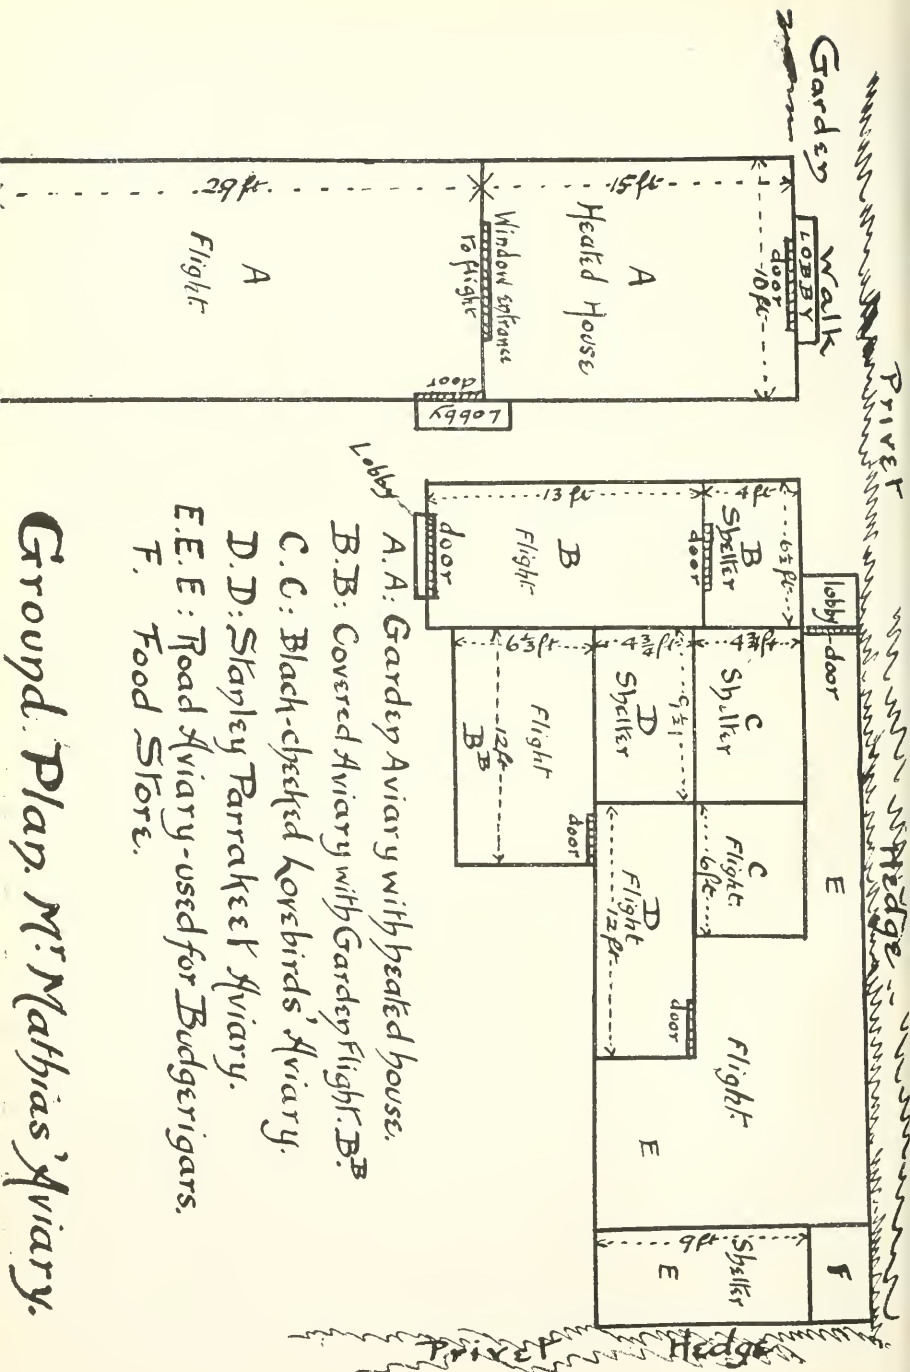 Privet Hedge
Garden Walk
LOBBY
door
10 ft
15 ft
A
Heated House
Window entrance
to flight
29 ft
A
Flight
door
Lobby
6½ ft
4 ft
B
Shelter
door
13 ft
B
Flight
door
Lobby
lobby
door
E
4¾ ft
C
Shelter
C
Flight
6 ft
4¾ ft
D
Shelter
D
Flight
12 ft
door
6⅓ ft
Flight
12 ft
BB
door
Flight
E
9 ft
Shelter
E
F
Privet Hedge
A. A: Garden Aviary with heated house.
B. B: Covered Aviary with Garden Flight. BB
C. C: Black-cheeked Lovebirds' Aviary.
D. D: Stanley Parrakeet Aviary.
E. E. E: Road Aviary-used for Budgerigars.
F. Food Store.
Ground. Plan. Mr Mathias' Aviary.